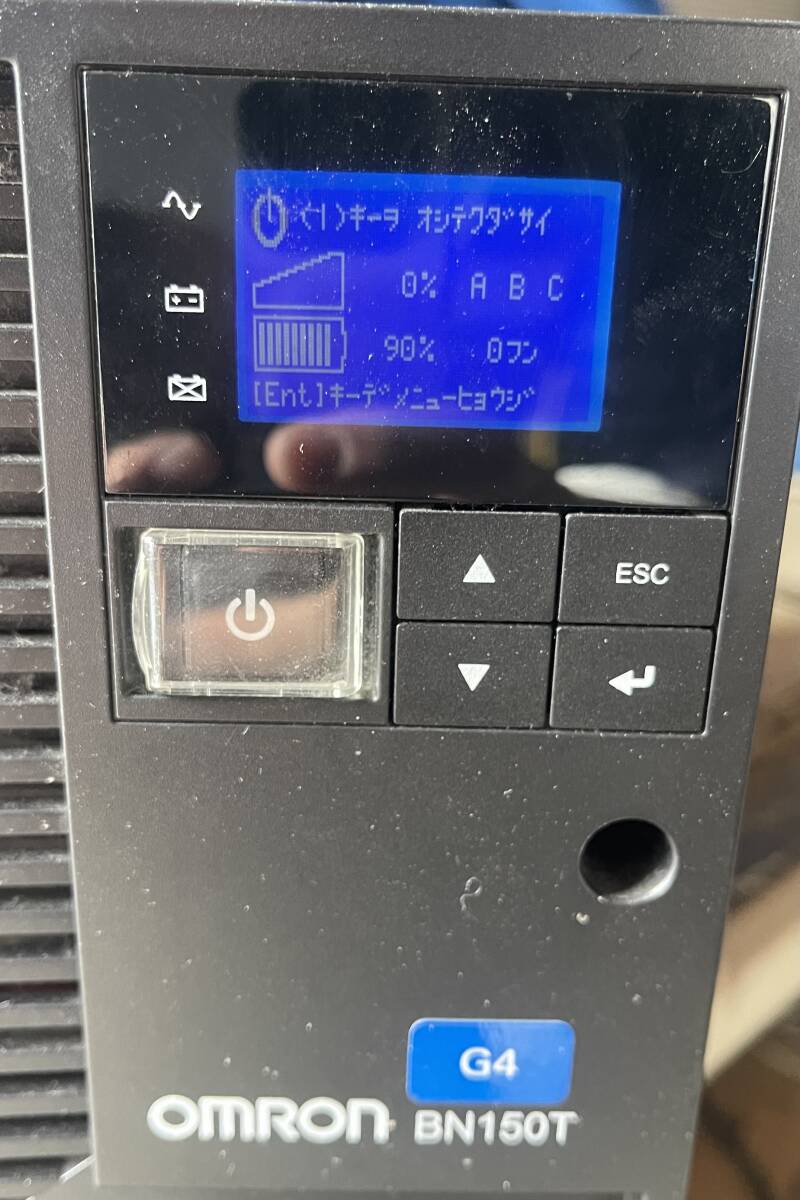 (|)キーヲ オシテクダサイ
0% A B C
90% 0フン
[Ent]キーデメニューヒョウジ
ESC
G4
OMRON BN150T